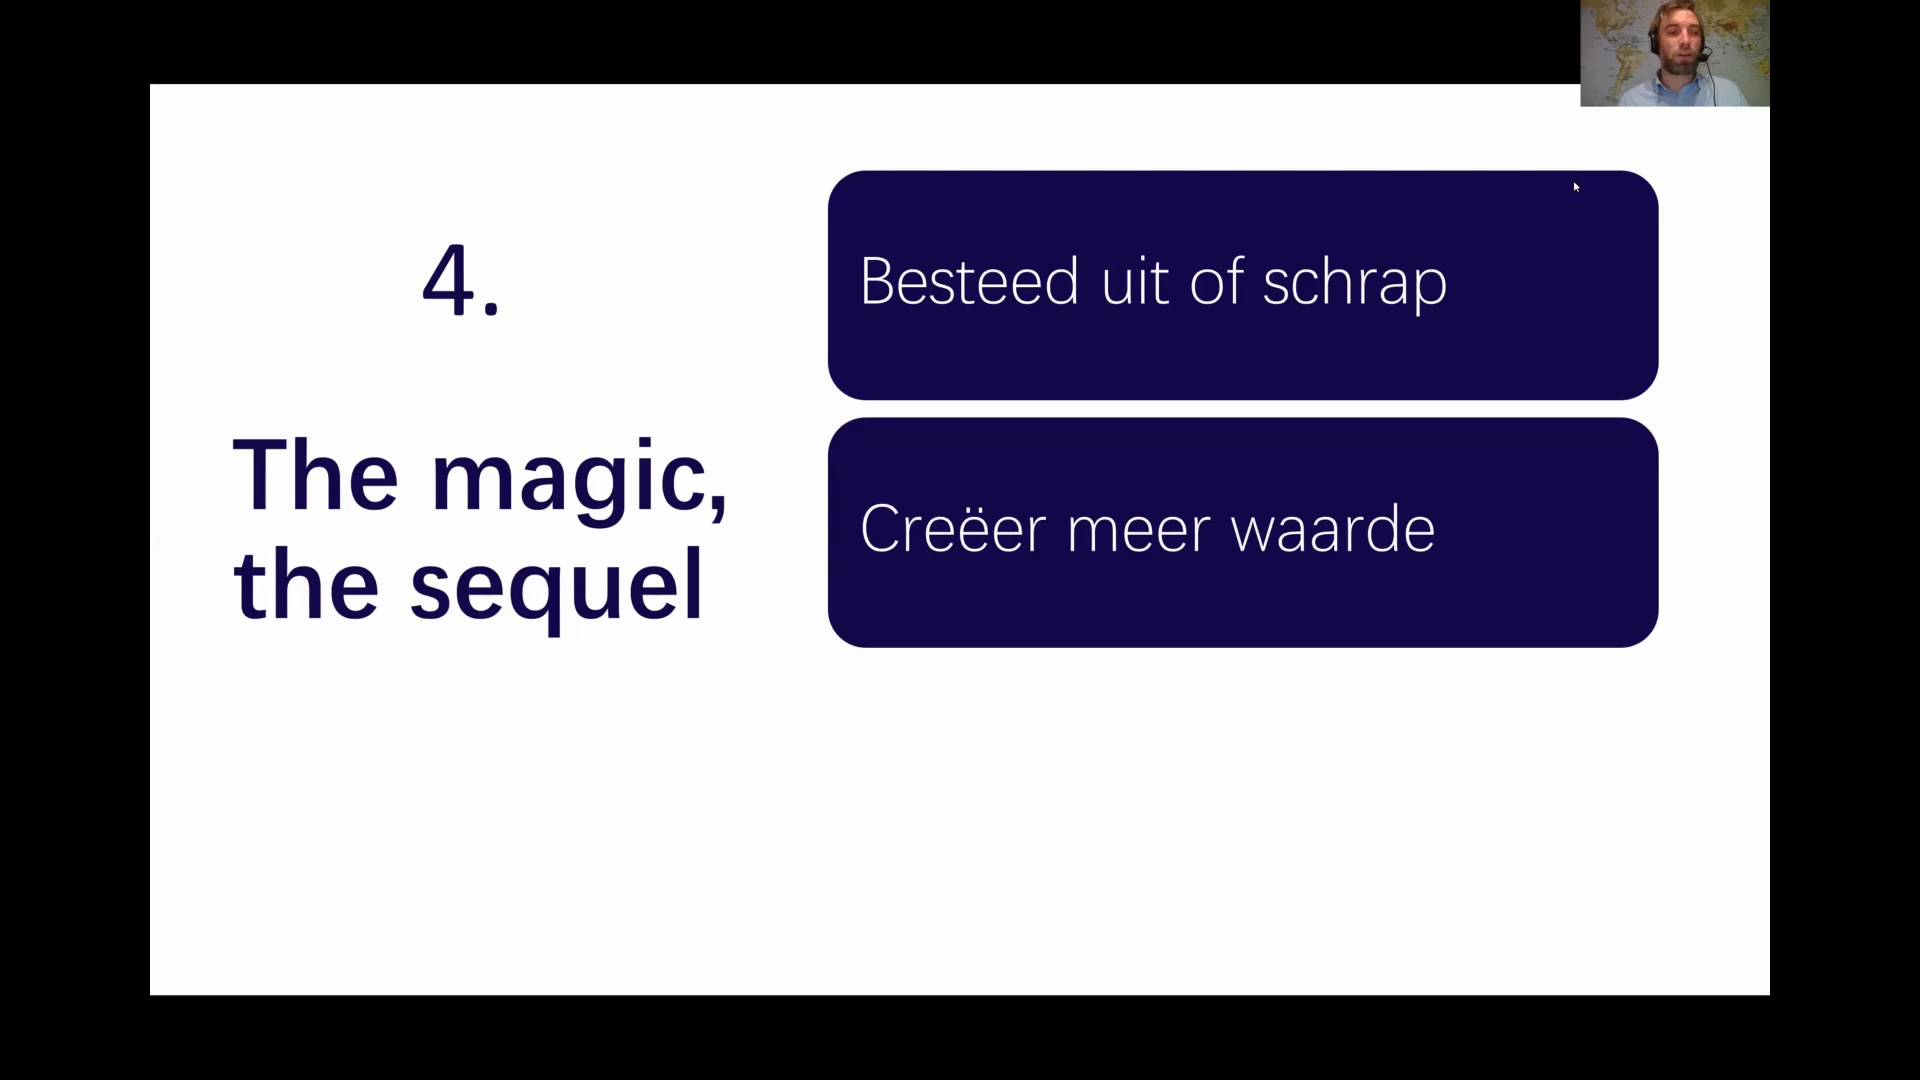 4.
The magic,
the sequel
Besteed uit of schrap
Creëer meer waarde